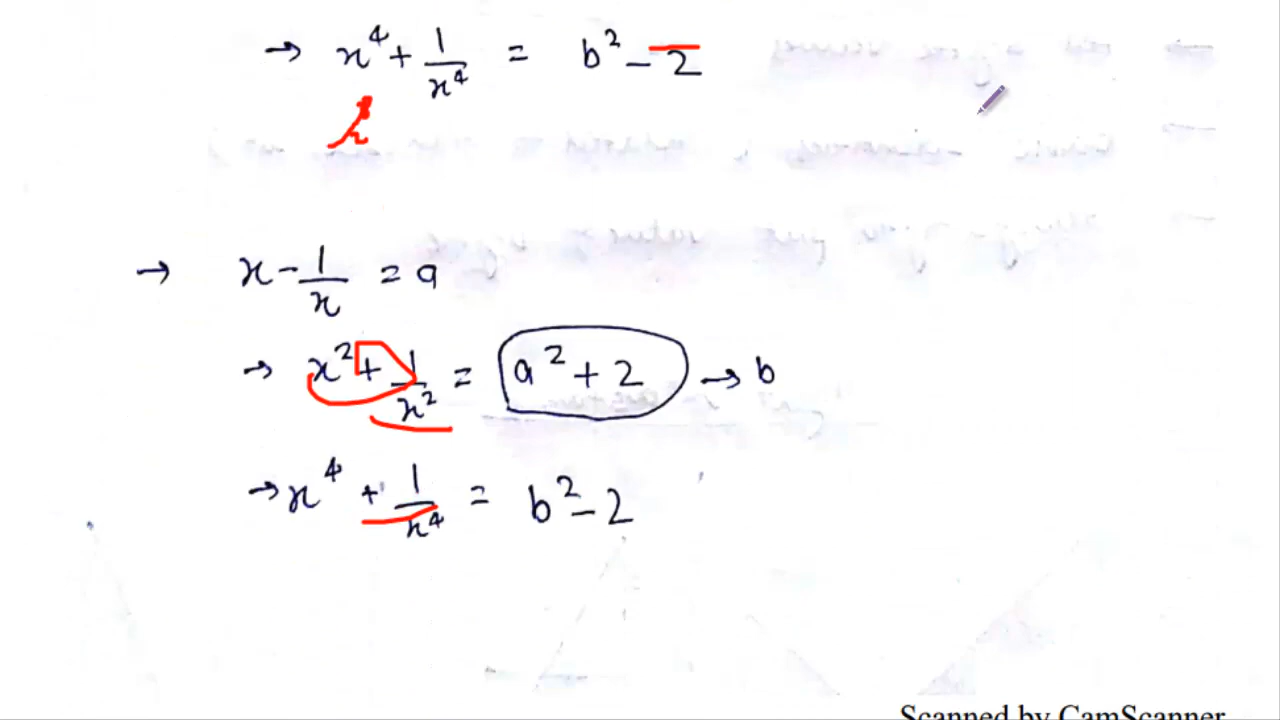 → x⁴ + 1/x⁴ = b² - 2
→ x - 1/x = a
→ x² + 1/x² = a² + 2 → b
→ x⁴ + 1/x⁴ = b² - 2
Scanned by CamScanner